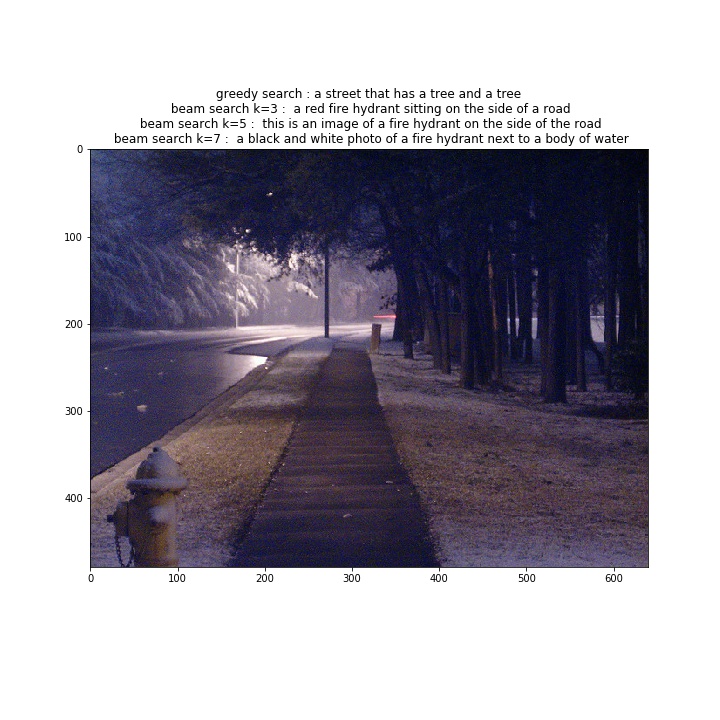 greedy search : a street that has a tree and a tree
beam search k=3 :  a red fire hydrant sitting on the side of a road
beam search k=5 :  this is an image of a fire hydrant on the side of the road
beam search k=7 :  a black and white photo of a fire hydrant next to a body of water
0
100
200
300
400
0 100 200 300 400 500 600